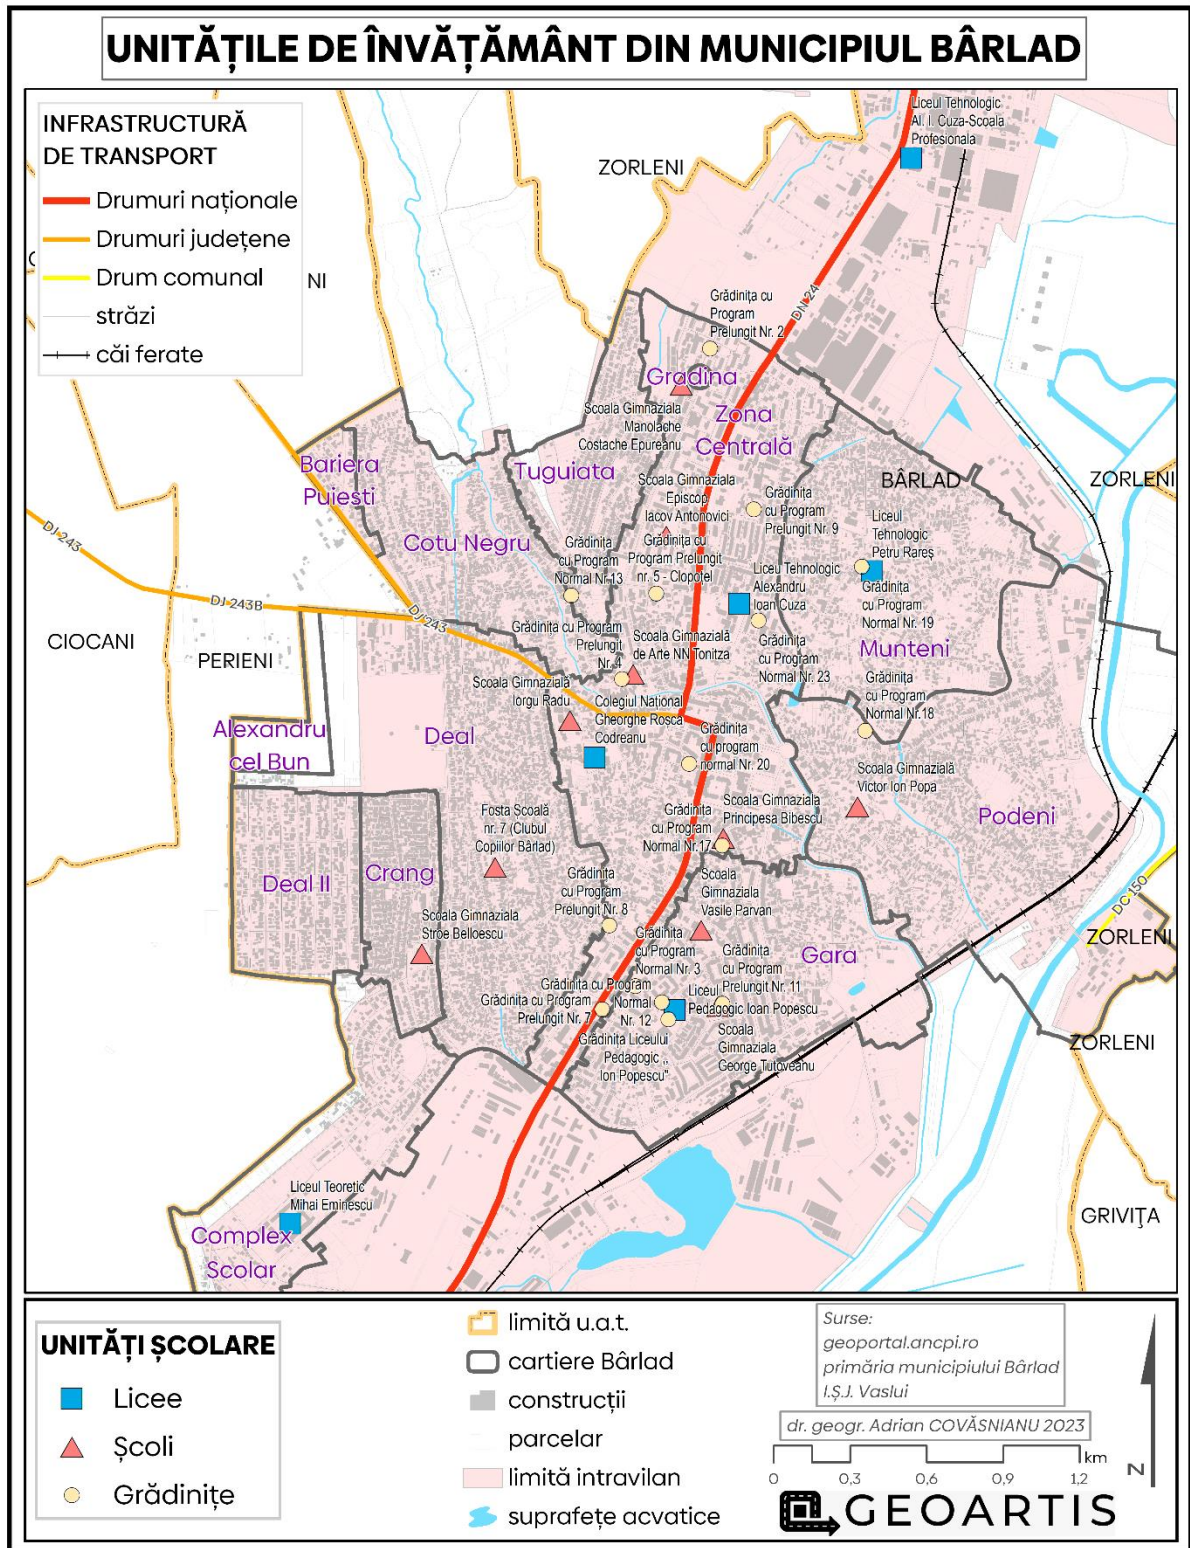 UNITĂȚILE DE ÎNVĂȚĂMÂNT DIN MUNICIPIUL BÂRLAD
INFRASTRUCTURĂ
DE TRANSPORT
Drumuri naționale
Drumuri județene
Drum comunal
străzi
căi ferate
NI
ZORLENI
Liceul Tehnologic
Al. I. Cuza-Scoala
Profesionala
DN 24
Grădinița cu
Program
Prelungit Nr. 2
Gradina
Scoala Gimnaziala
Manolache
Costache Epureanu
Zona
Centrală
Bariera
Puiești
Tuguiata
Cotu Negru
Scoala Gimnaziala
Episcop
Iacov Antonovici
Grădinița
cu Program
Prelungit Nr. 9
BÂRLAD
ZORLENI
Liceul
Tehnologic
Petru Rareș
Grădinița
cu Program
Normal Nr.13
Grădinița cu
Program Prelungit
nr. 5 - Clopoțel
Liceu Tehnologic
Alexandru
Ioan Cuza
Grădinița
cu Program
Normal Nr. 19
DJ 243
DJ 243B
DJ 243
CIOCANI
PERIENI
Grădinița cu Program
Prelungit
Nr. 4
Scoala Gimnazială
de Arte NN Tonitza
Grădinița
cu Program
Normal Nr. 23
Munteni
Grădinița
cu Program
Normal Nr.18
Scoala Gimnazială
Iorgu Radu
Colegiul National
Gheorghe Roșca
Codreanu
Alexandru
cel Bun
Deal
Grădinița
cu program
normal Nr. 20
Scoala Gimnazială
Victor Ion Popa
Podeni
Fosta Școală
nr. 7 (Clubul
Copiilor Bârlad)
Grădinița
cu Program
Normal Nr.17
Scoala Gimnaziala
Principesa Bibescu
Deal II
Crang
Grădinița
cu Program
Prelungit Nr. 8
Scoala
Gimnaziala
Vasile Parvan
DC 150
ZORLENI
Scoala Gimnaziala
Stroe Belloescu
Grădinița
cu Program
Normal Nr. 3
Grădinița
cu Program
Prelungit Nr. 11
Gara
Grădinița cu Program
Prelungit Nr. 7
Grădinița cu Program
Normal
Nr. 12
Liceul
Pedagogic Ioan Popescu
Grădinița Liceului
Pedagogic „
Ion Popescu"
Scoala
Gimnaziala
George Tutoveanu
ZORLENI
Liceul Teoretic
Mihai Eminescu
Complex
Scolar
GRIVIȚA
UNITĂȚI ȘCOLARE
Licee
Școli
Grădinițe
limită u.a.t.
cartiere Bârlad
construcții
parcelar
limită intravilan
suprafețe acvatice
Surse:
geoportal.ancpi.ro
primăria municipiului Bârlad
I.Ș.J. Vaslui
dr. geogr. Adrian COVĂSNIANU 2023
km
0 0,3 0,6 0,9 1,2
N
GEOARTIS